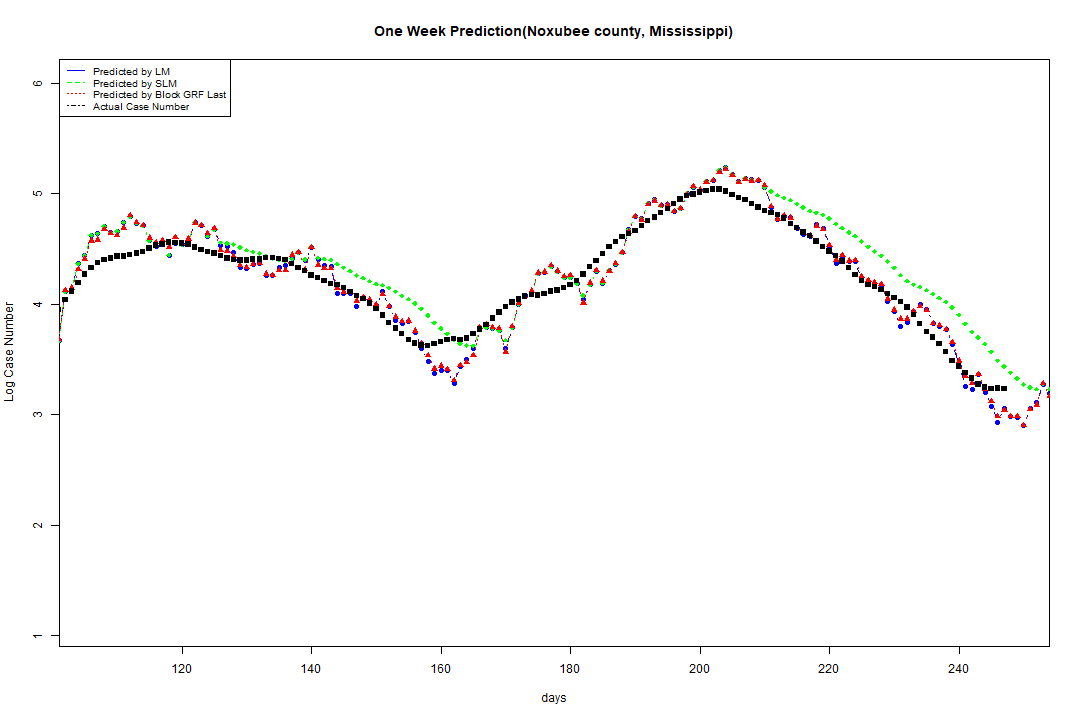 One Week Prediction(Noxubee county, Mississippi)
Predicted by LM
Predicted by SLM
Predicted by Block GRF Last
Actual Case Number
6
5
4
3
2
1
Log Case Number
120 140 160 180 200 220 240
days